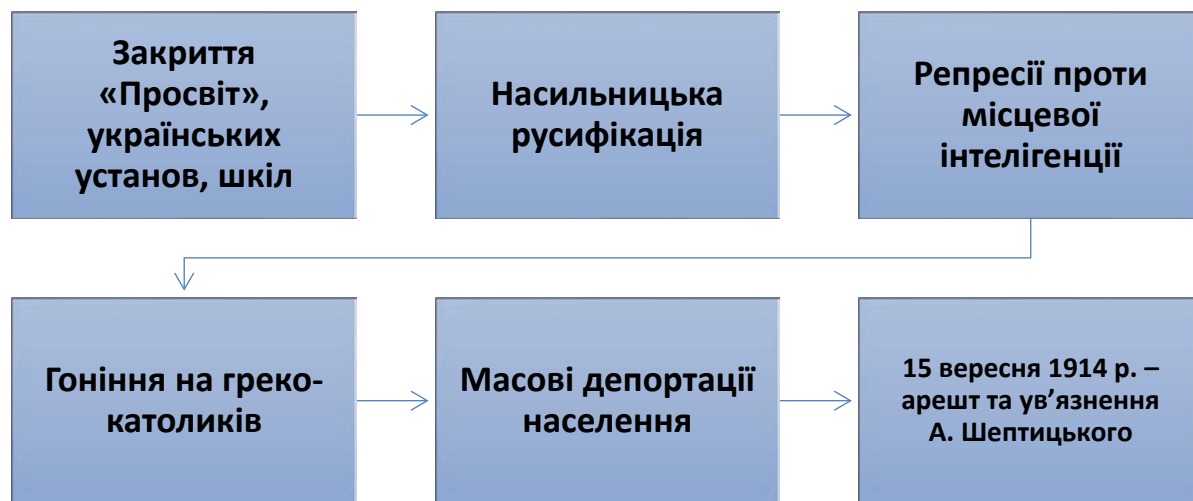 Закриття
«Просвіт»,
українських
установ, шкіл
Насильницька
русифікація
Репресії проти
місцевої
інтелігенції
Гоніння на греко-
католиків
Масові депортації
населення
15 вересня 1914 р. –
арешт та ув’язнення
А. Шептицького